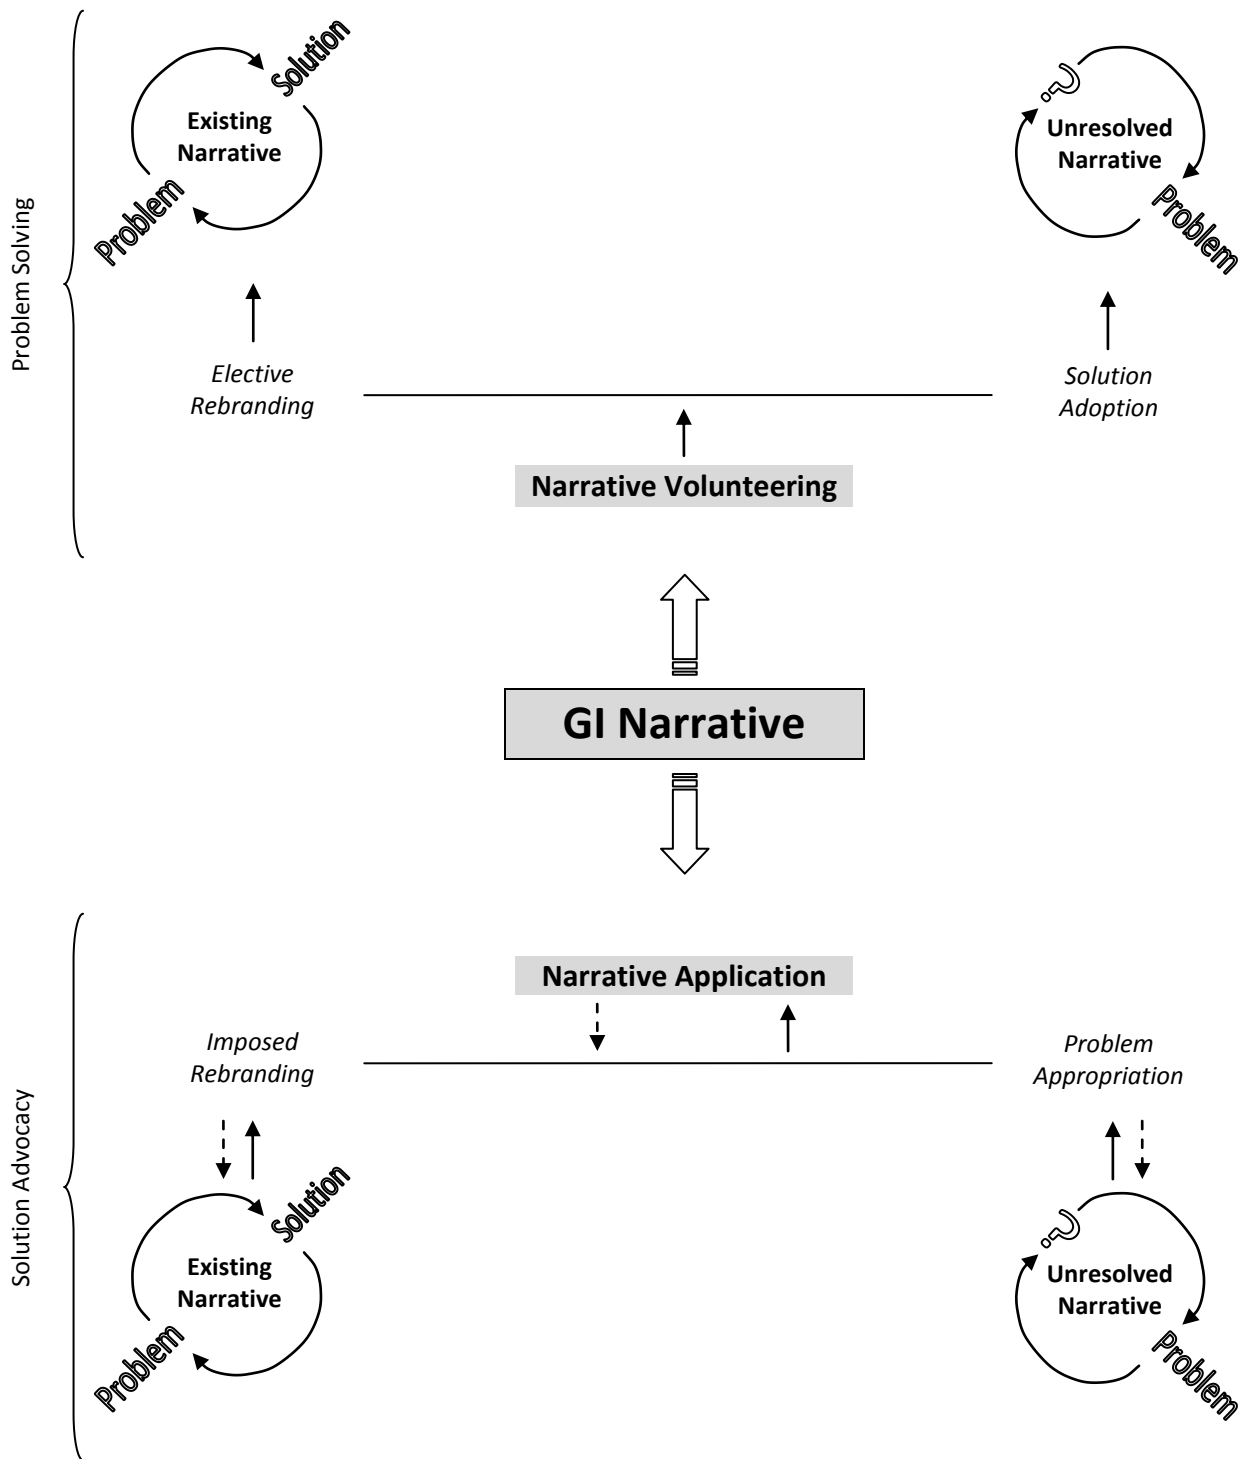 Problem Solving
Solution
Existing
Narrative
Problem
?
Unresolved
Narrative
Problem
Elective
Rebranding
Solution
Adoption
Narrative Volunteering
GI Narrative
Solution Advocacy
Narrative Application
Imposed
Rebranding
Problem
Appropriation
Solution
Existing
Narrative
Problem
?
Unresolved
Narrative
Problem